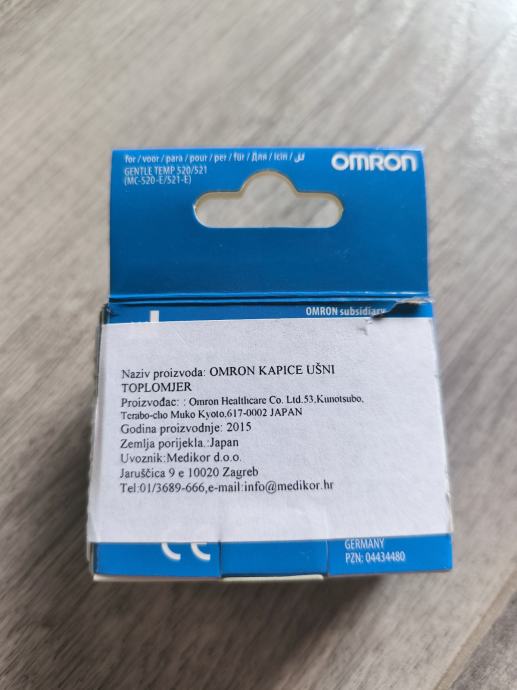 for / voor / para / pour / per / für / Для / için / لل
OMRON
GENTLE TEMP 520/521
(MC-520-E/521-E)
OMRON subsidiary
Naziv proizvoda: OMRON KAPICE UŠNI
TOPLOMJER
Proizvođac: : Omron Healthcare Co. Ltd.53,Kunotsubo,
Terabo-cho Muko Kyoto,617-0002 JAPAN
Godina proizvodnje: 2015
Zemlja porijekla.:Japan
Uvoznik:Medikor d.o.o.
Jaruščica 9 e 10020 Zagreb
Tel:01/3689-666,e-mail:info@medikor.hr
CE
GERMANY
PZN: 04434480